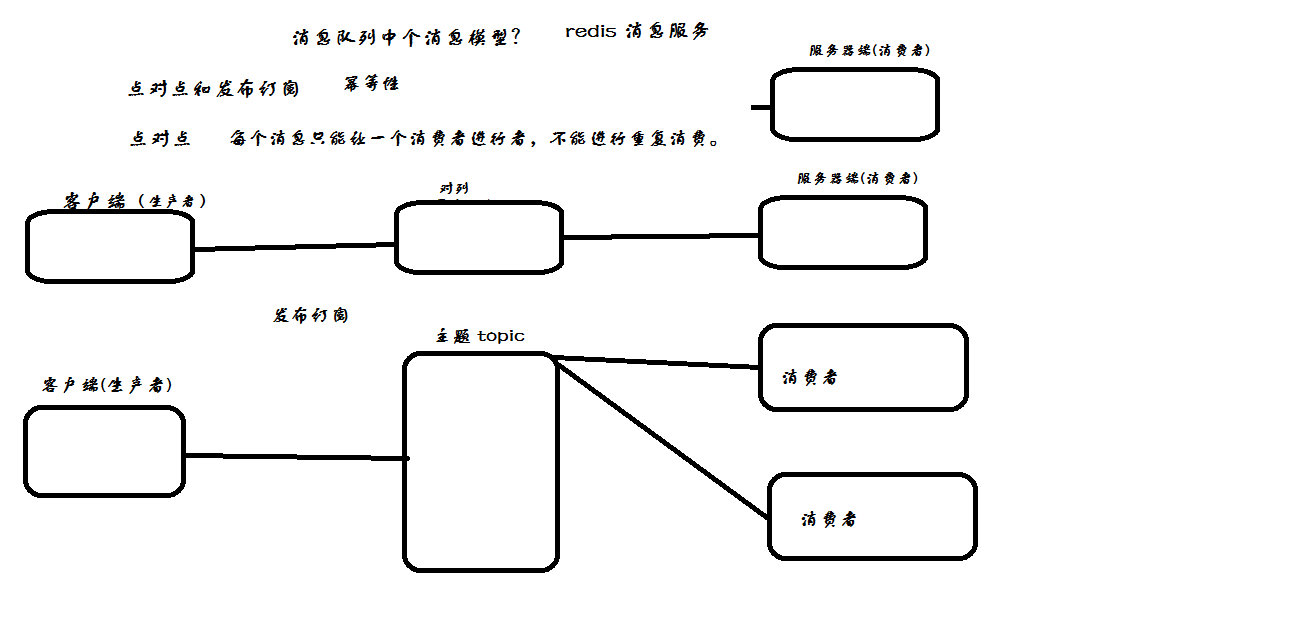 消息队列中个消息模型？
redis 消息服务
服务器端(消费者)
点对点和发布订阅
幂等性
点对点
每个消息只能让一个消费者进行者，不能进行重复消费。
服务器端(消费者)
对列
客户端（生产者）
发布订阅
主题 topic
客户端(生产者)
消费者
消费者